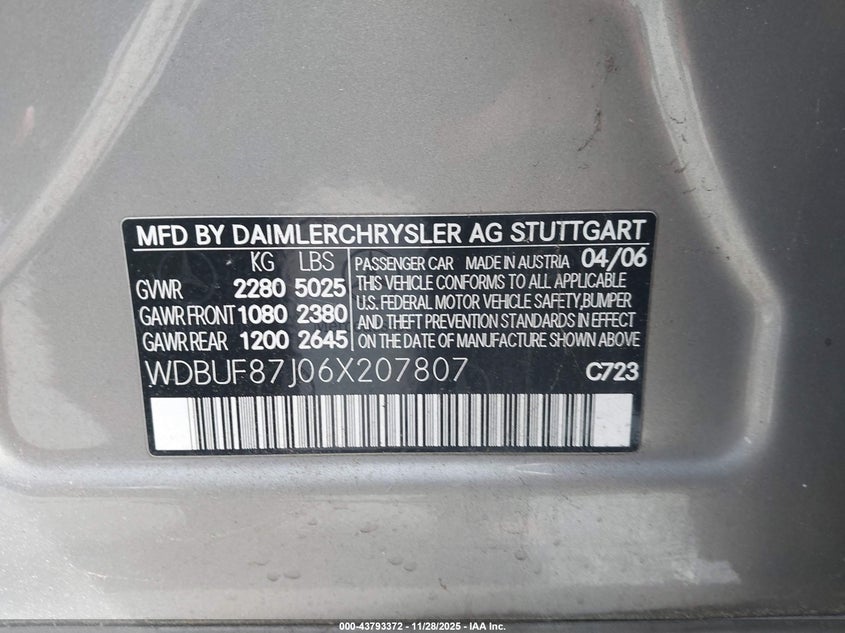 MFD BY DAIMLERCHRYSLER AG STUTTGART
KG LBS
GVWR 2280 5025
GAWR FRONT 1080 2380
GAWR REAR 1200 2645
PASSENGER CAR MADE IN AUSTRIA 04/06
THIS VEHICLE CONFORMS TO ALL APPLICABLE
U.S. FEDERAL MOTOR VEHICLE SAFETY,BUMPER
AND THEFT PREVENTION STANDARDS IN EFFECT
ON THE DATE OF MANUFACTURE SHOWN ABOVE
WDBUF87J06X207807 C723
000-43793372 - 11/28/2025 - IAA Inc.